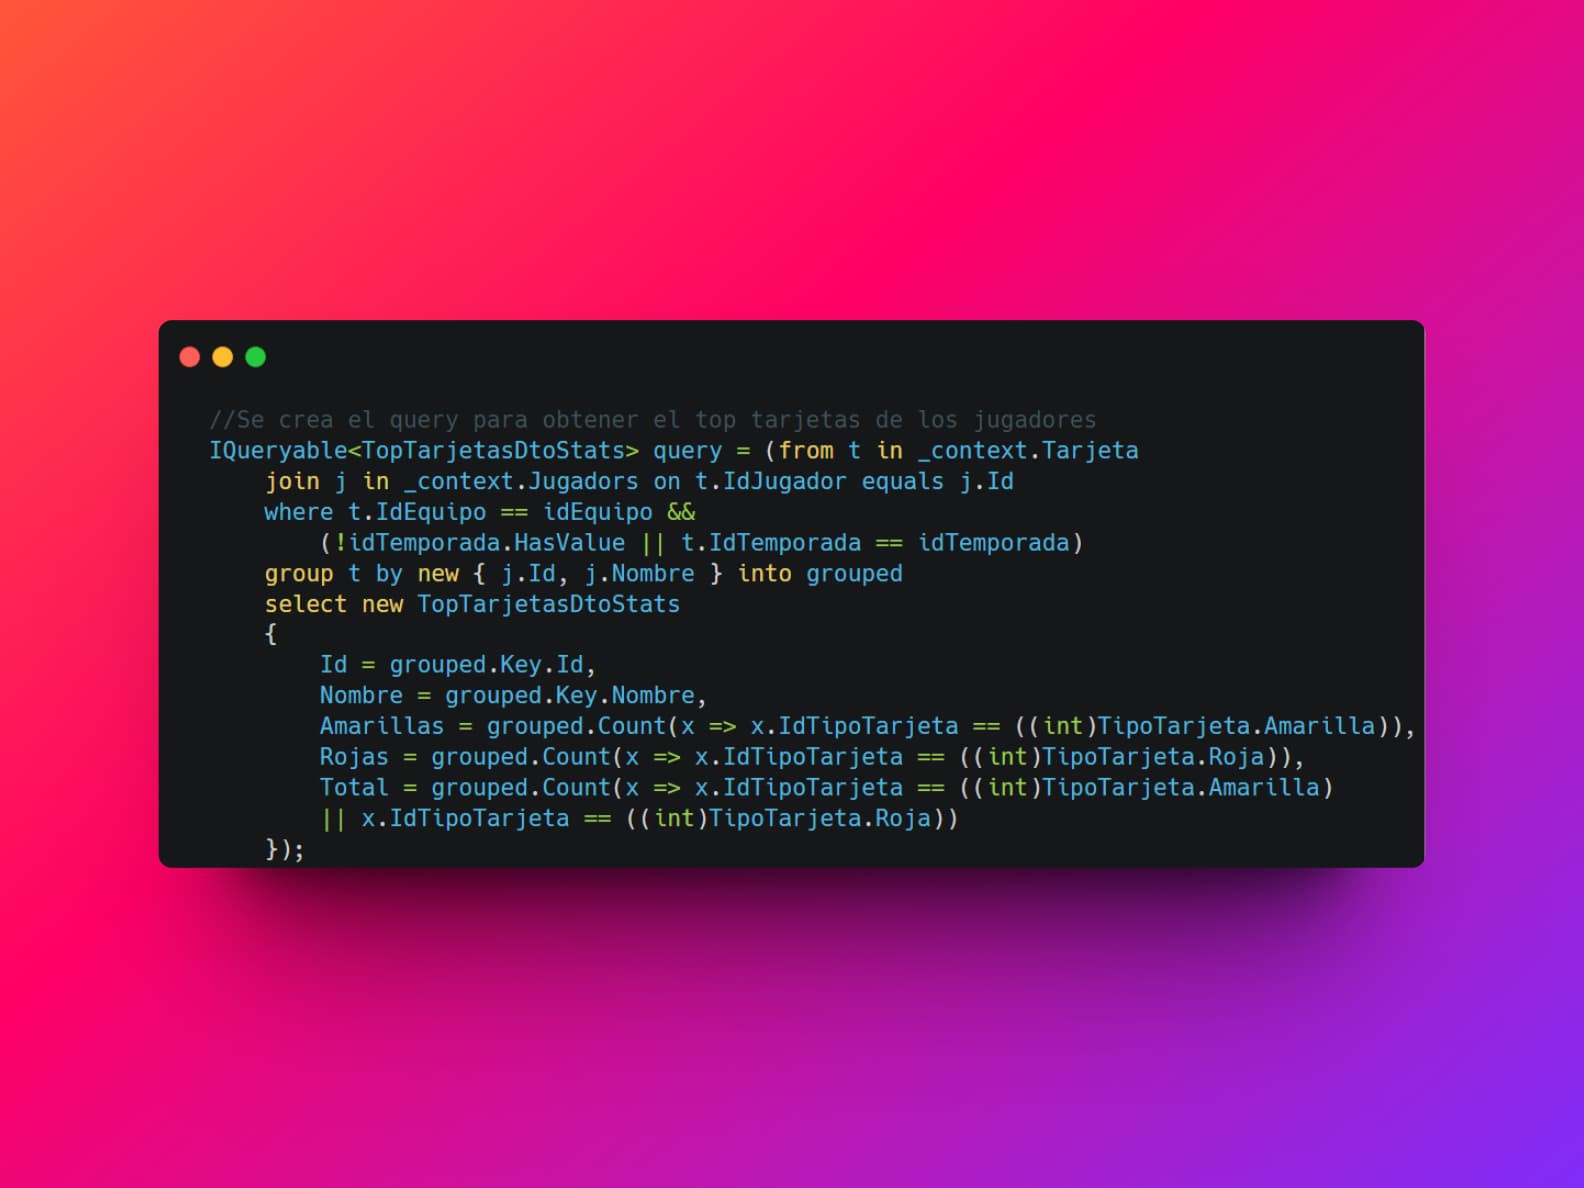 //Se crea el query para obtener el top tarjetas de los jugadores
IQueryable<TopTarjetasDtoStats> query = (from t in _context.Tarjeta
    join j in _context.Jugadors on t.IdJugador equals j.Id
    where t.IdEquipo == idEquipo &&
        (!idTemporada.HasValue || t.IdTemporada == idTemporada)
    group t by new { j.Id, j.Nombre } into grouped
    select new TopTarjetasDtoStats
    {
        Id = grouped.Key.Id,
        Nombre = grouped.Key.Nombre,
        Amarillas = grouped.Count(x => x.IdTipoTarjeta == ((int)TipoTarjeta.Amarilla)),
        Rojas = grouped.Count(x => x.IdTipoTarjeta == ((int)TipoTarjeta.Roja)),
        Total = grouped.Count(x => x.IdTipoTarjeta == ((int)TipoTarjeta.Amarilla)
        || x.IdTipoTarjeta == ((int)TipoTarjeta.Roja))
    });